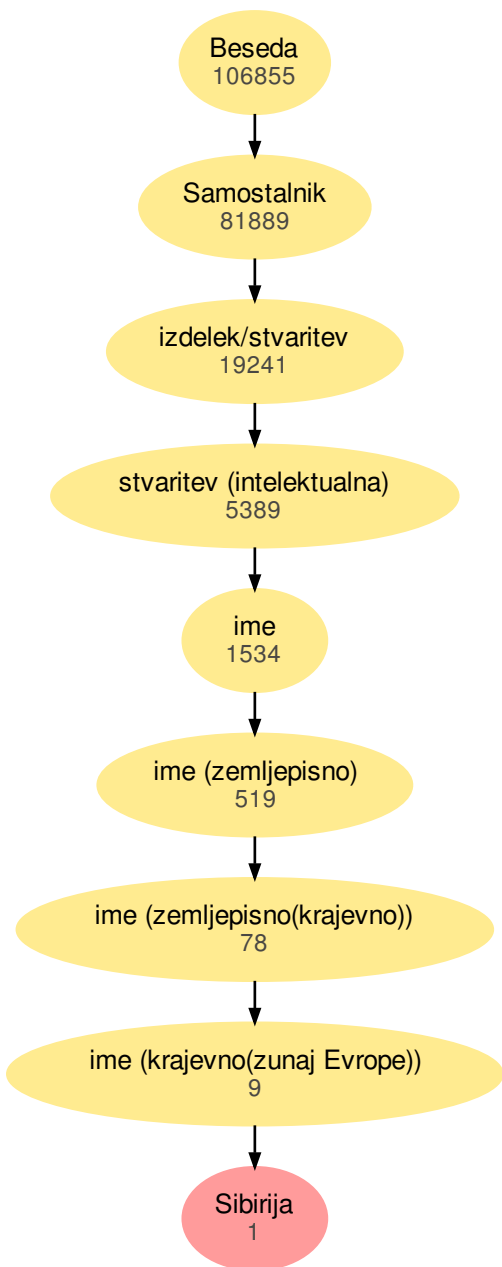 Beseda
106855
Samostalnik
81889
izdelek/stvaritev
19241
stvaritev (intelektualna)
5389
ime
1534
ime (zemljepisno)
519
ime (zemljepisno(krajevno))
78
ime (krajevno(zunaj Evrope))
9
Sibirija
1